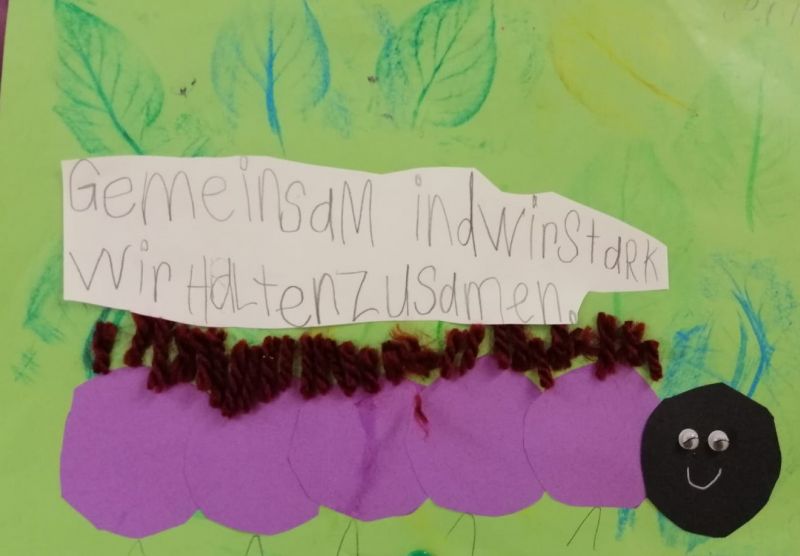 GemeinsaM indwirStaRK
wir HaLtenZusamen.